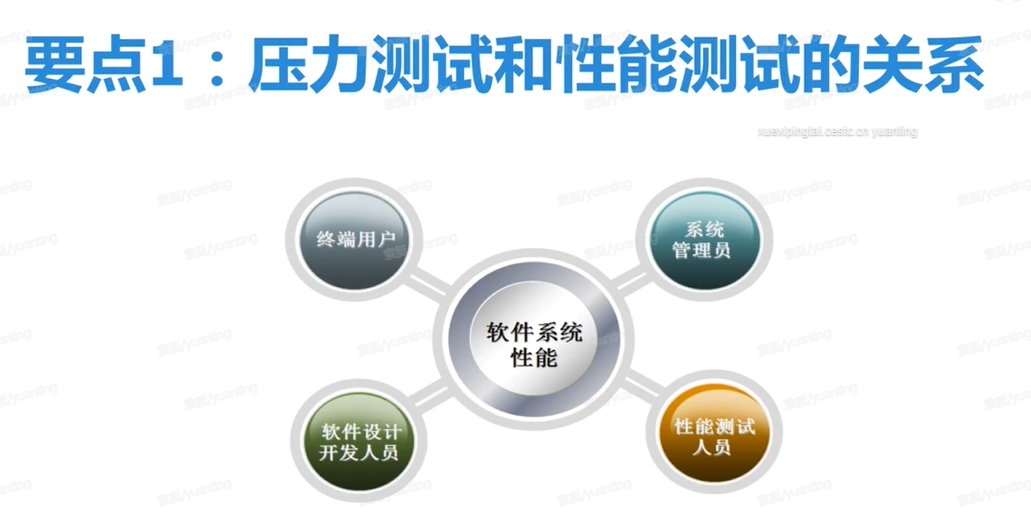 要点1：压力测试和性能测试的关系
xuexipingtai.cestc.cn yuanting
终端用户
系统
管理员
软件系统
性能
软件设计
开发人员
性能测试
人员